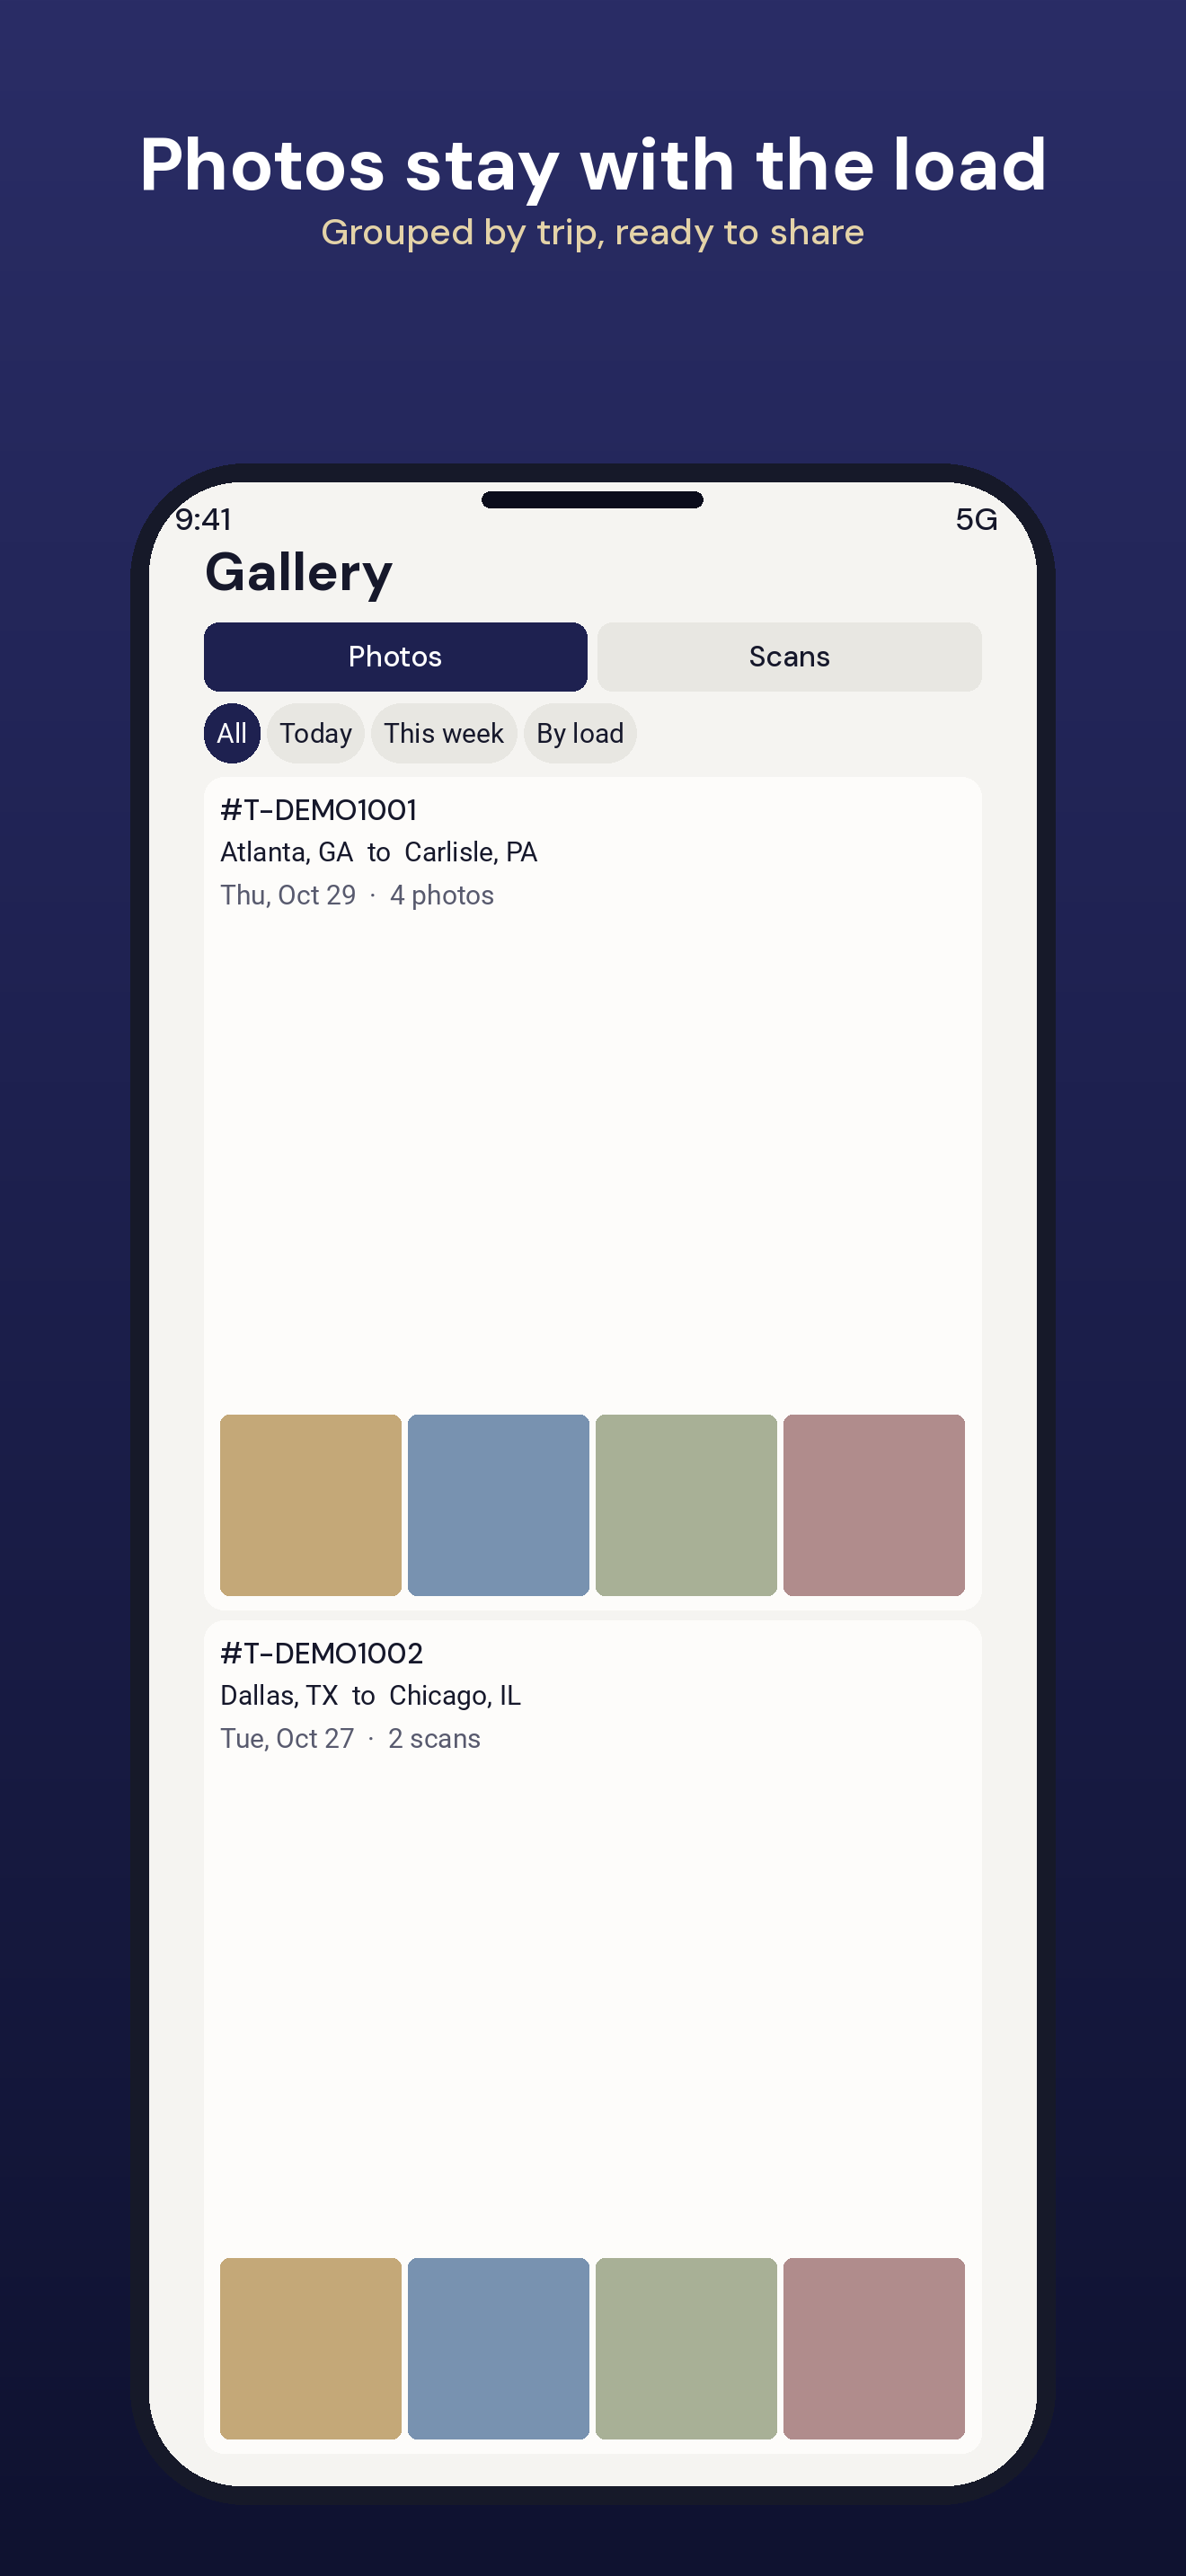 Photos stay with the load
Grouped by trip, ready to share
9:41 5G
Gallery
Photos Scans
All Today This week By load
#T-DEMO1001
Atlanta, GA to Carlisle, PA
Thu, Oct 29 · 4 photos
#T-DEMO1002
Dallas, TX to Chicago, IL
Tue, Oct 27 · 2 scans